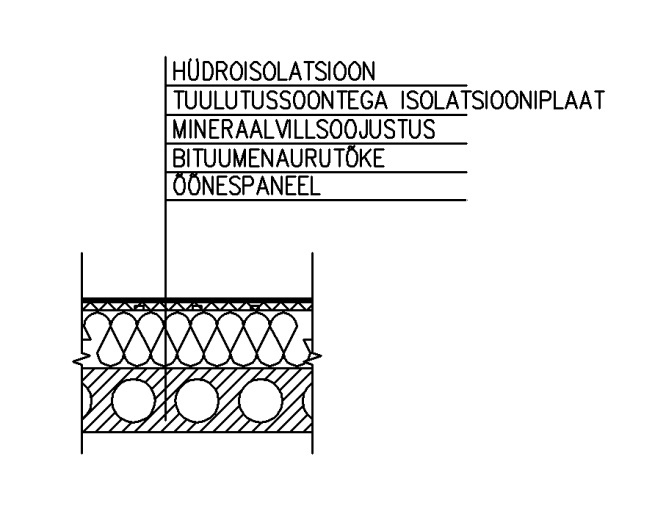 HÜDROISOLATSIOON
TUULUTUSSOONTEGA ISOLATSIOONIPLAAT
MINERAALVILLSOOJUSTUS
BITUUMENAURUTÕKE
ÕÕNESPANEEL